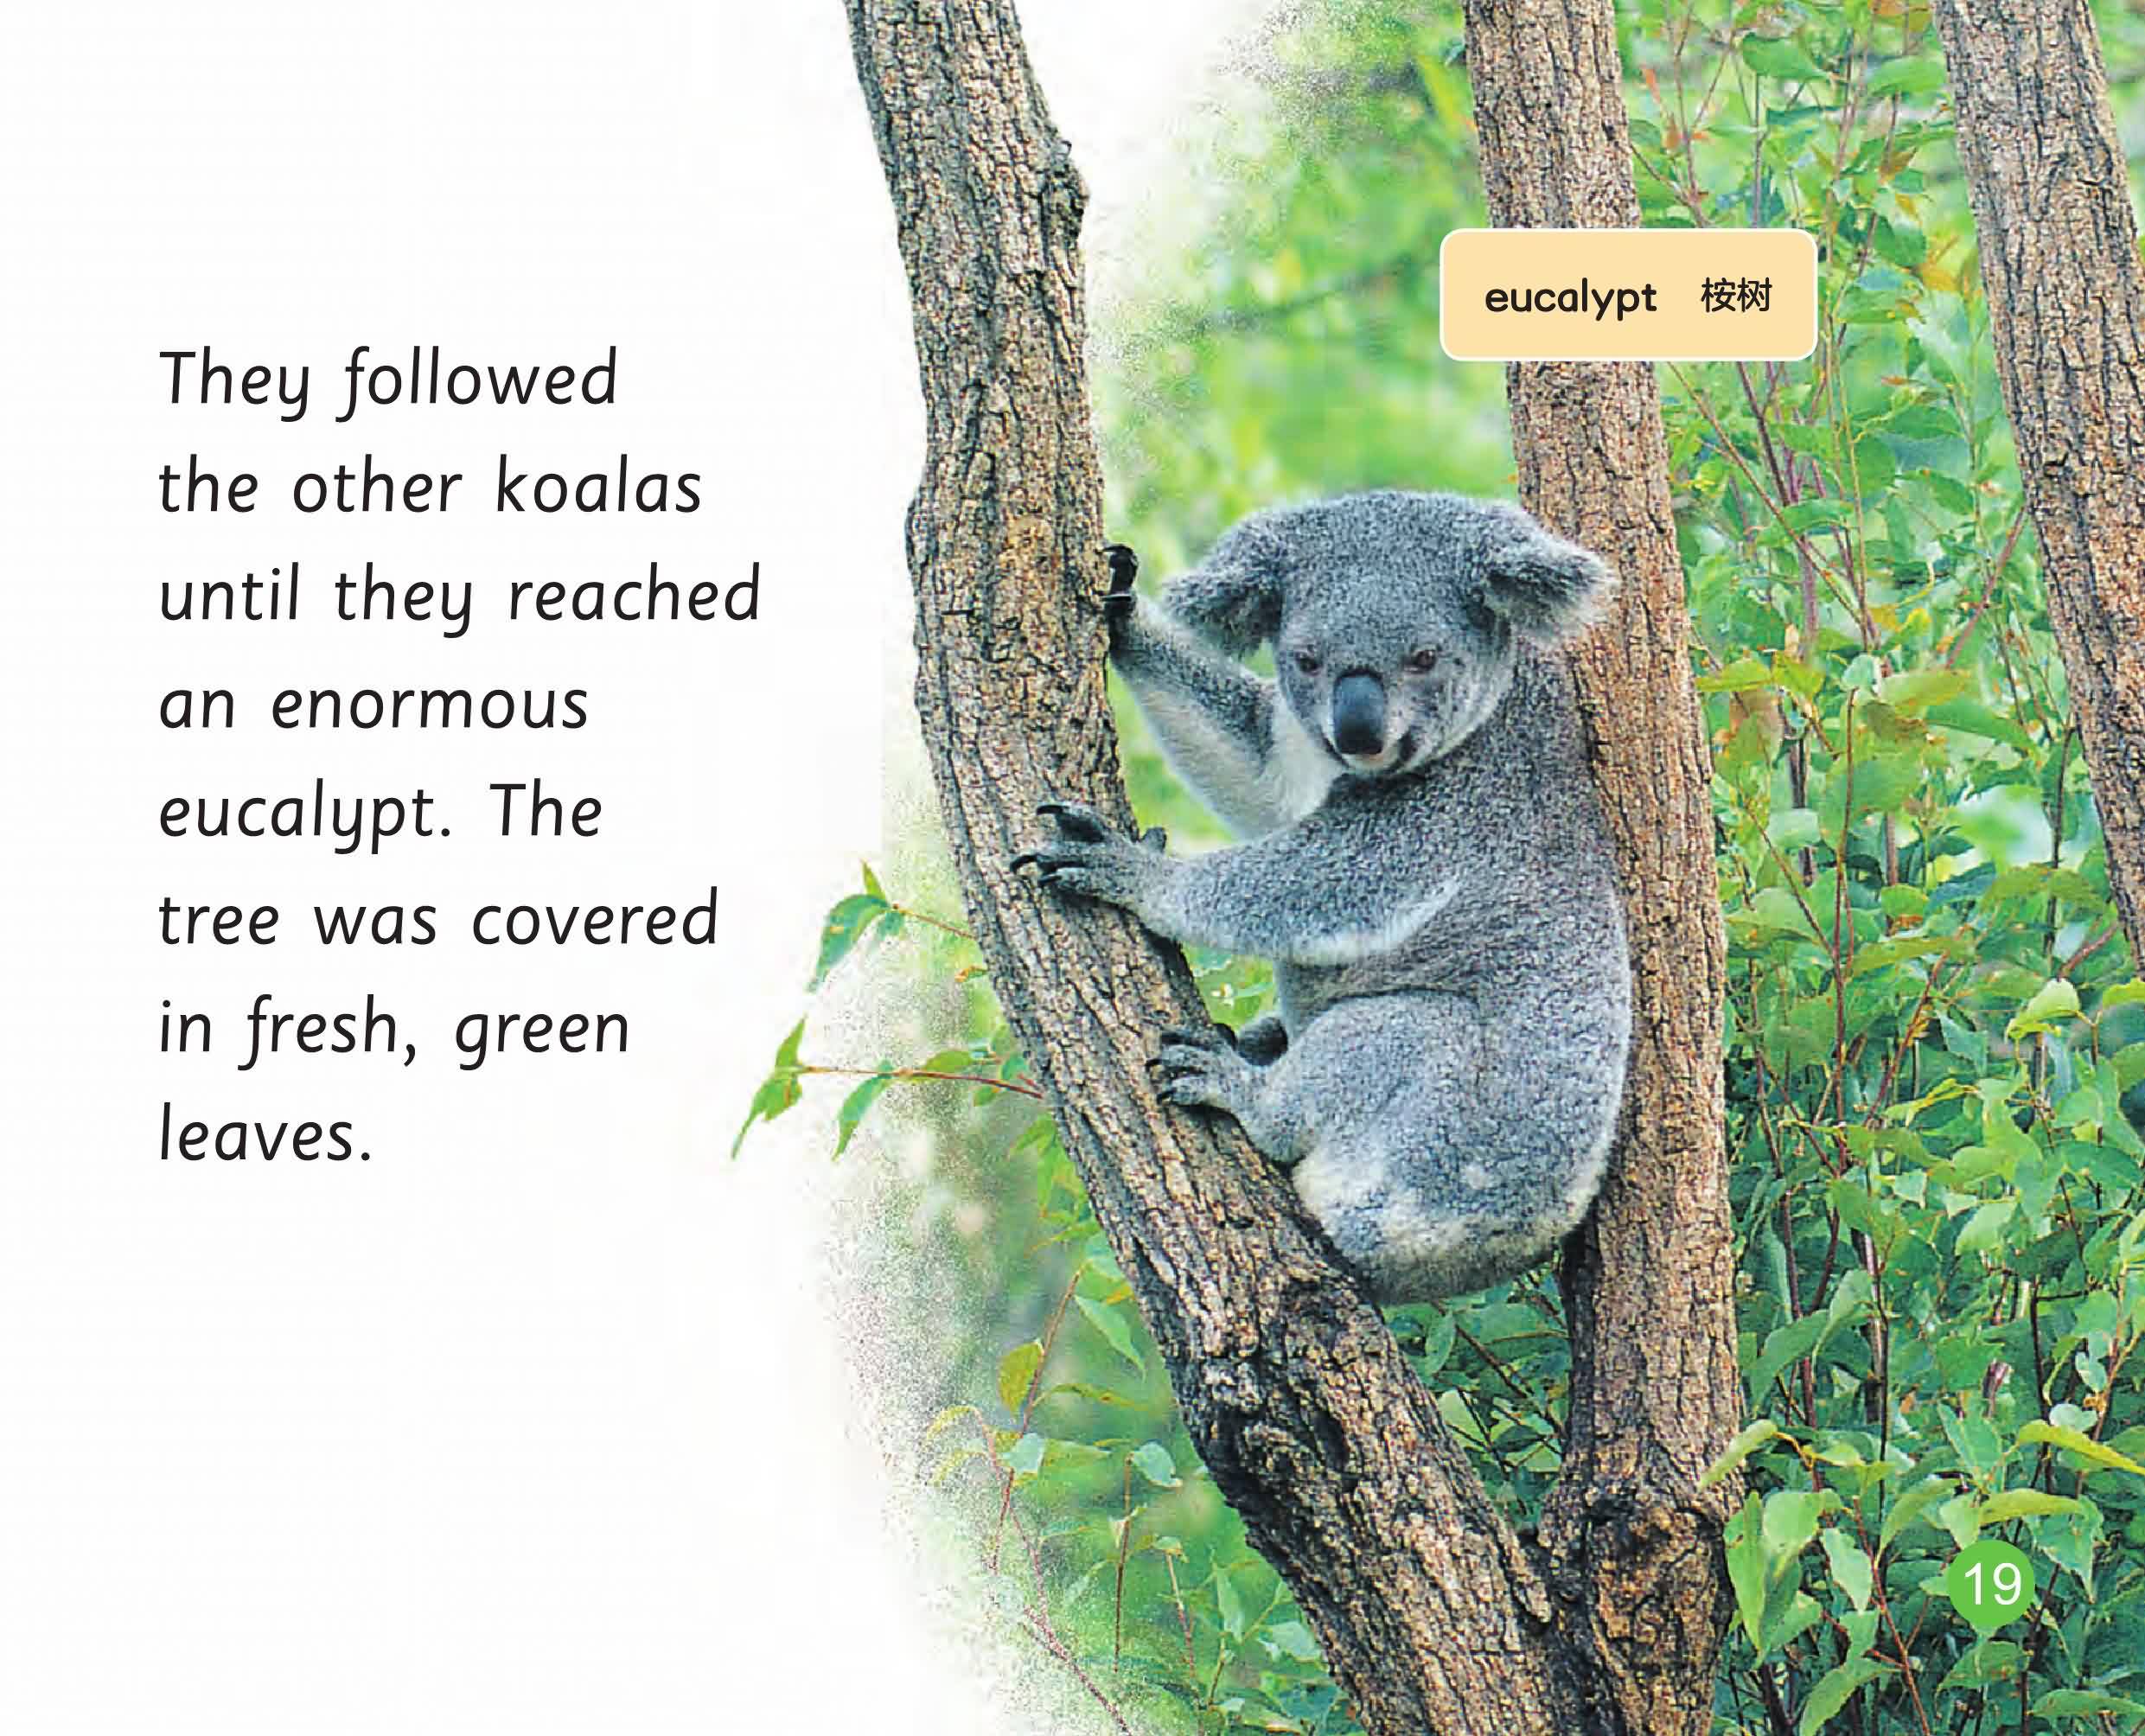 They followed
the other koalas
until they reached
an enormous
eucalypt. The
tree was covered
in fresh, green
leaves.
eucalypt 桉树
19